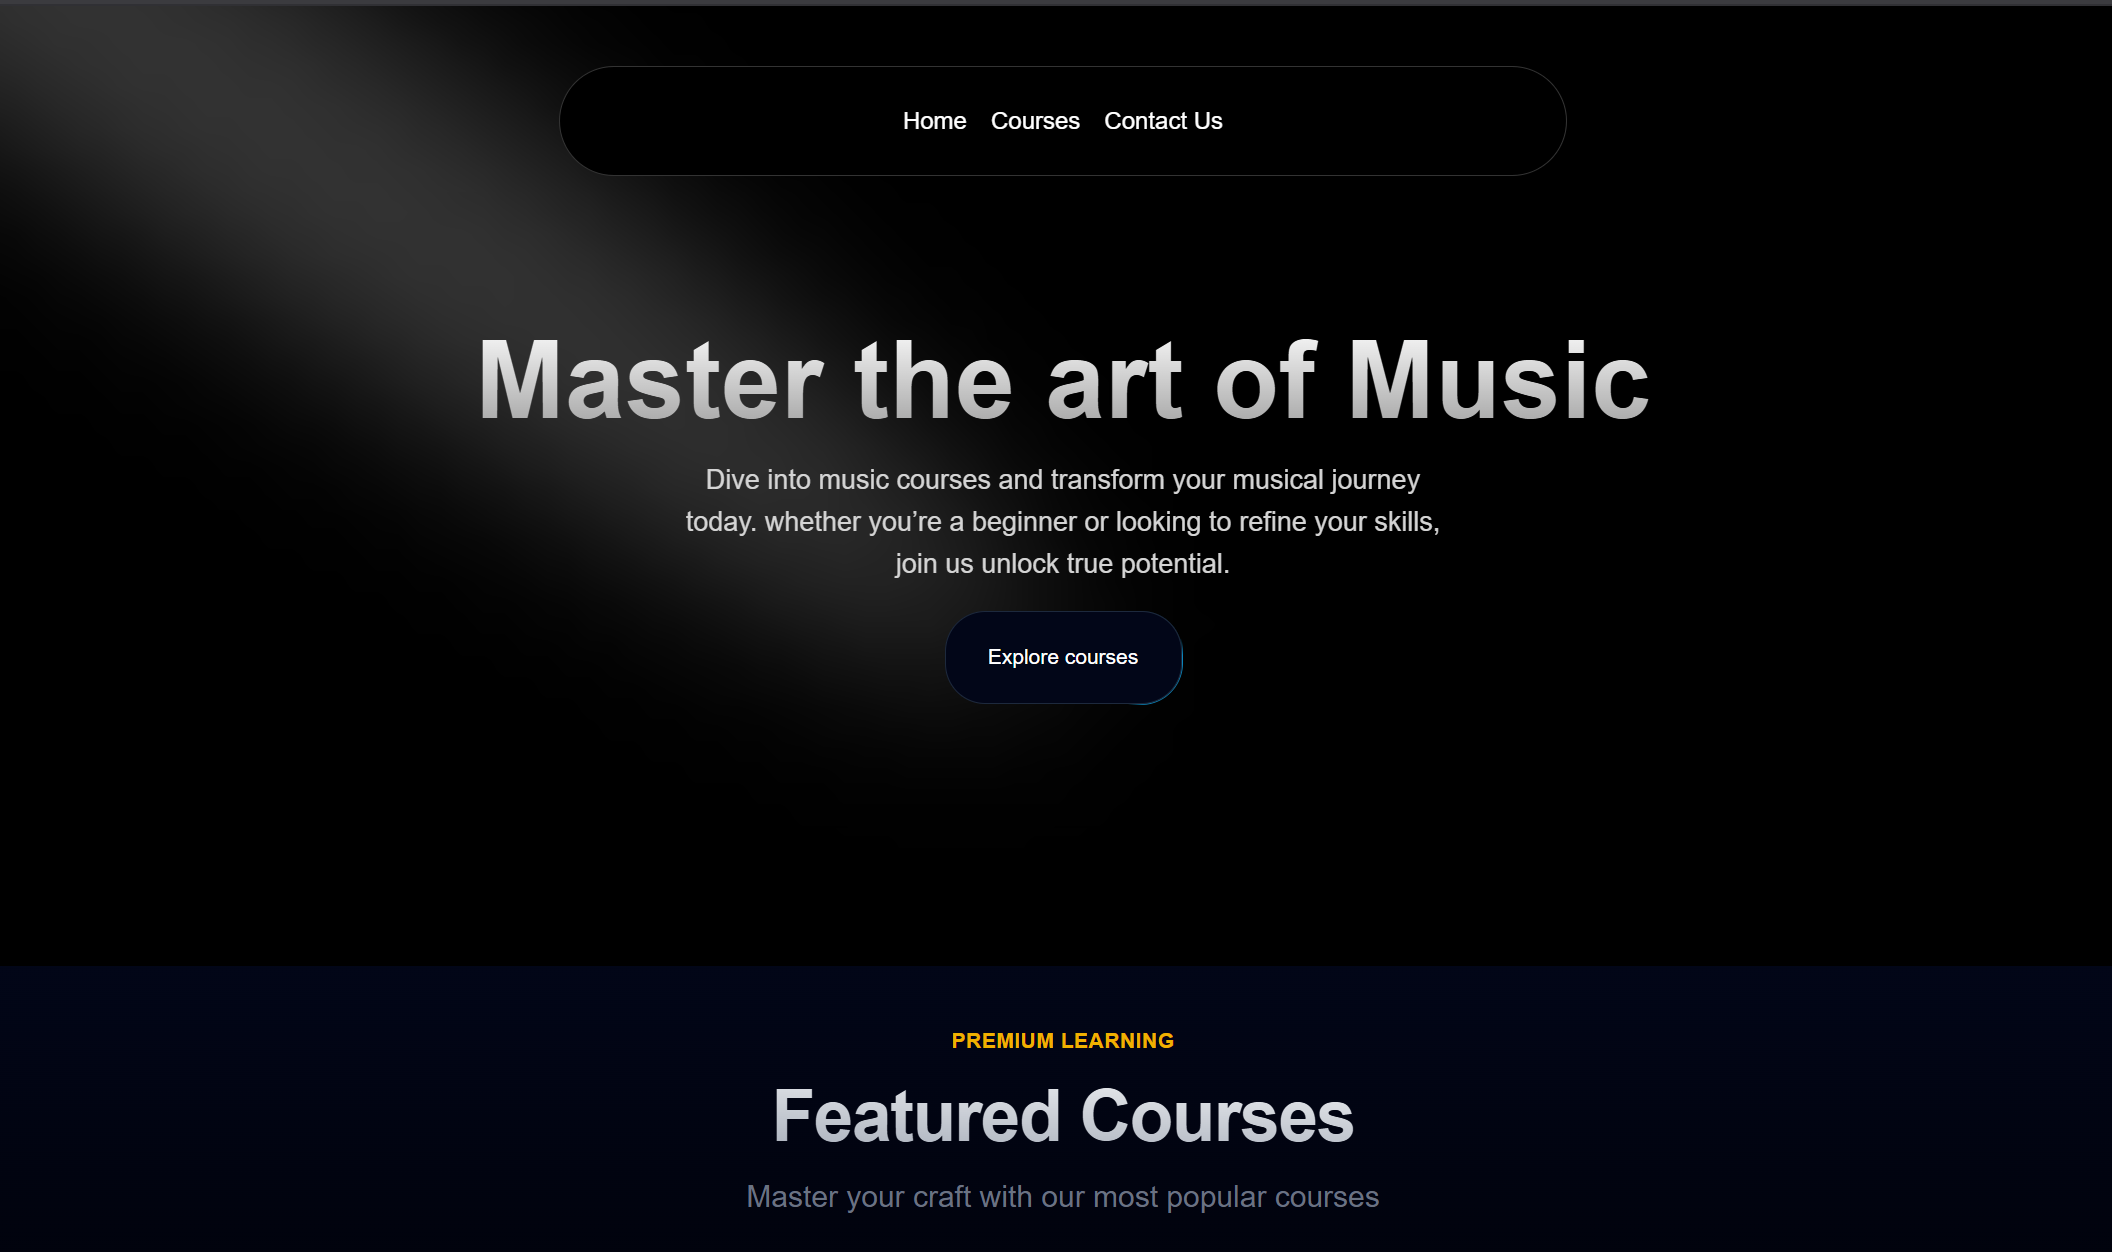 Home Courses Contact Us
Master the art of Music
Dive into music courses and transform your musical journey
today. whether you’re a beginner or looking to refine your skills,
join us unlock true potential.
Explore courses
PREMIUM LEARNING
Featured Courses
Master your craft with our most popular courses